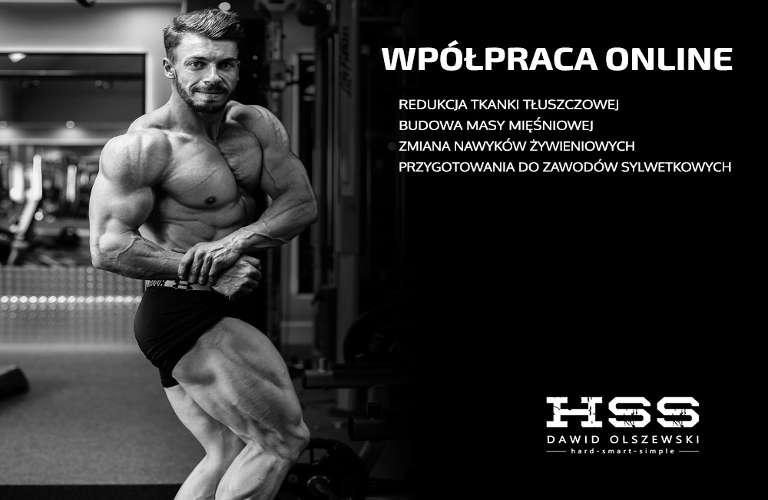 WPÓŁPRACA ONLINE
REDUKCJA TKANKI TŁUSZCZOWEJ
BUDOWA MASY MIĘŚNIOWEJ
ZMIANA NAWYKÓW ŻYWIENIOWYCH
PRZYGOTOWANIA DO ZAWODÓW SYLWETKOWYCH
HSS
DAWID OLSZEWSKI
hard-smart-simple